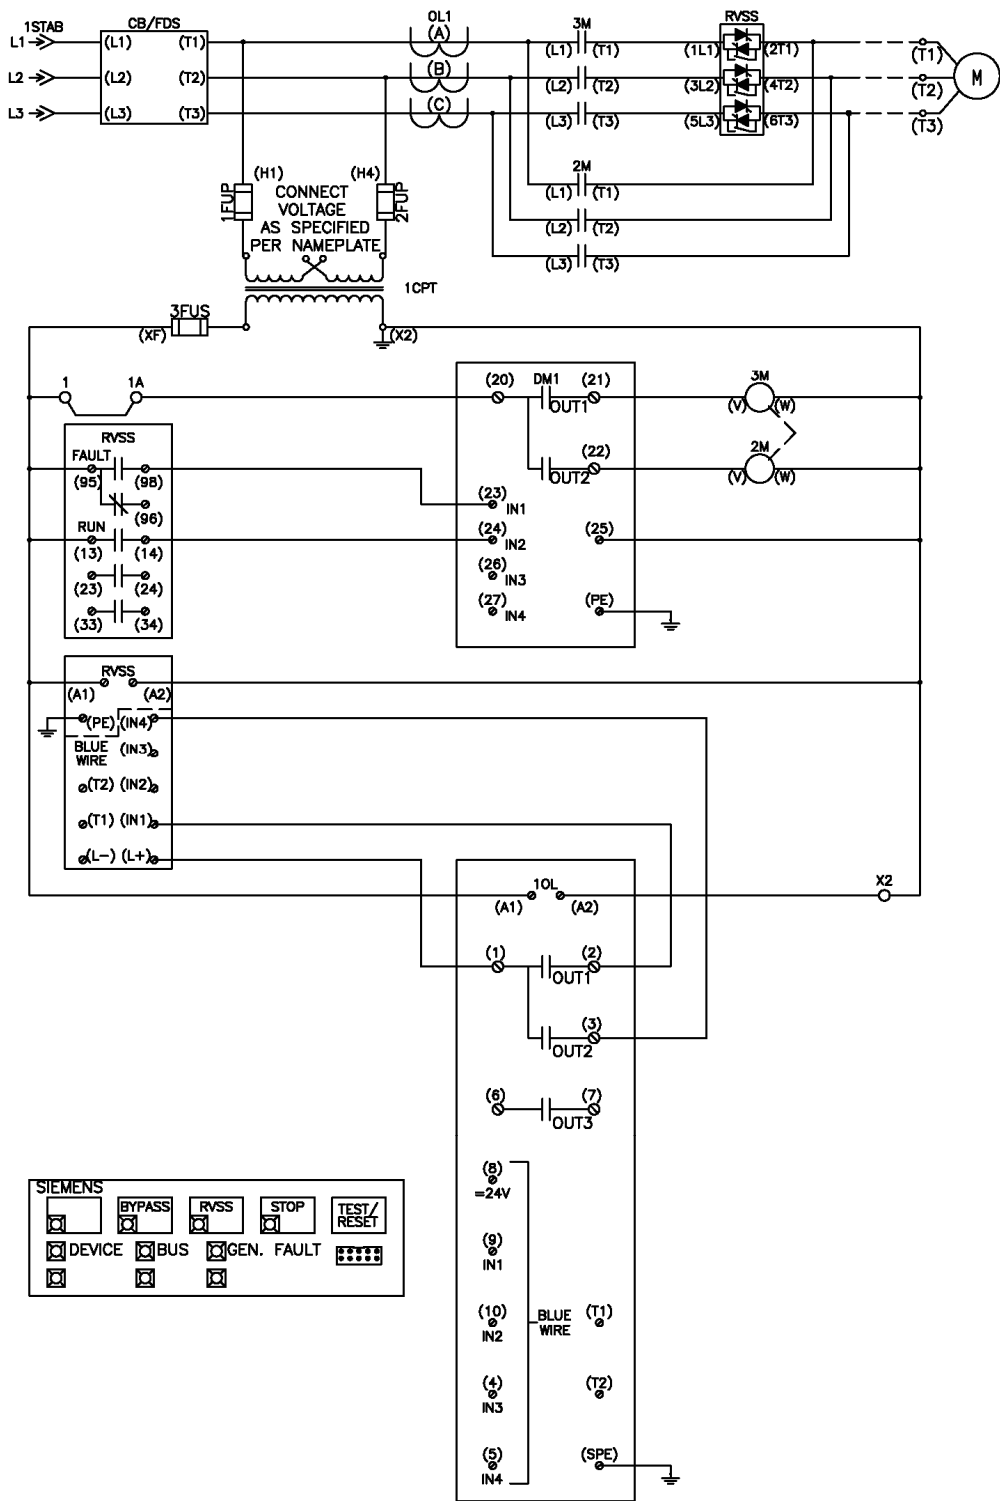 1STAB
CB/FDS
OL1
3M
RVSS
L1 (L1) (T1) (A) (L1) (T1) (1L1) (2T1) (T1)
L2 (L2) (T2) (B) (L2) (T2) (3L2) (4T2) (T2)
M
L3 (L3) (T3) (C) (L3) (T3) (5L3) (6T3) (T3)
2M
(L1) (T1)
(L2) (T2)
(L3) (T3)
1FUP (H1) (H4) 2FUP
CONNECT
VOLTAGE
AS SPECIFIED
PER NAMEPLATE
1CPT
3FUS
(XF) (X2)
1 1A (20) DM1 (21) 3M
OUT1 (V) (W)
RVSS
FAULT (22) 2M
(95) (98) OUT2 (V) (W)
(96) (23)
IN1
RUN (24) (25)
(13) (14) IN2
(23) (24) (26)
IN3
(33) (34) (27) (PE)
IN4
RVSS
(A1) (A2)
(PE) (IN4)
BLUE (IN3)
WIRE
(T2) (IN2)
(T1) (IN1)
(L-) (L+)
10L X2
(A1) (A2)
(1) (2)
OUT1
(3)
OUT2
(6) (7)
OUT3
(8)
=24V
(9)
IN1
(10) BLUE (T1)
IN2 WIRE
(4) (T2)
IN3
(5) (SPE)
IN4
SIEMENS
BYPASS RVSS STOP TEST/
RESET
DEVICE BUS GEN. FAULT